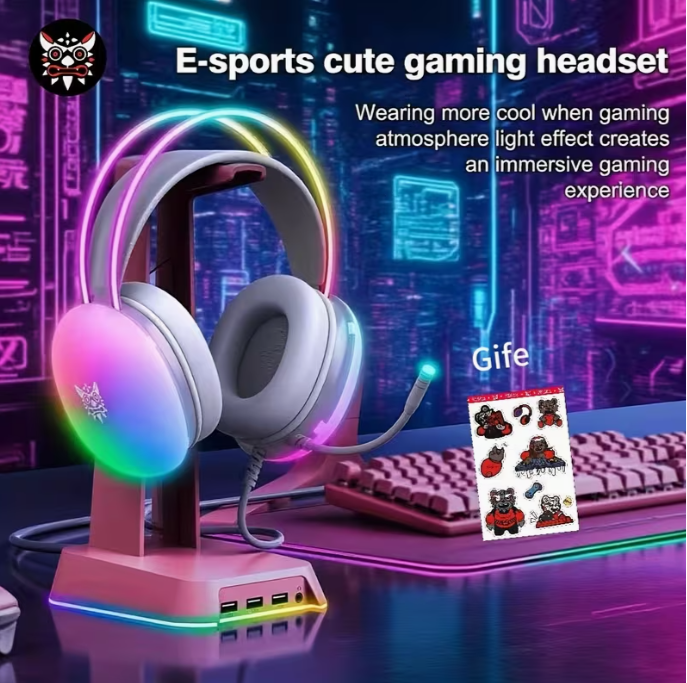 E-sports cute gaming headset
Wearing more cool when gaming
atmosphere light effect creates
an immersive gaming
experience
Gife